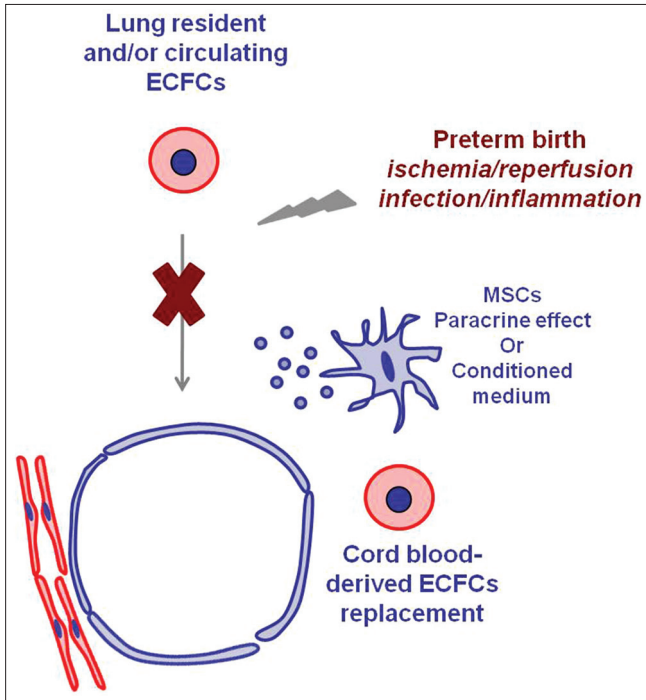 Lung resident
and/or circulating
ECFCs
Preterm birth
ischemia/reperfusion
infection/inflammation
MSCs
Paracrine effect
Or
Conditioned
medium
Cord blood-
derived ECFCs
replacement